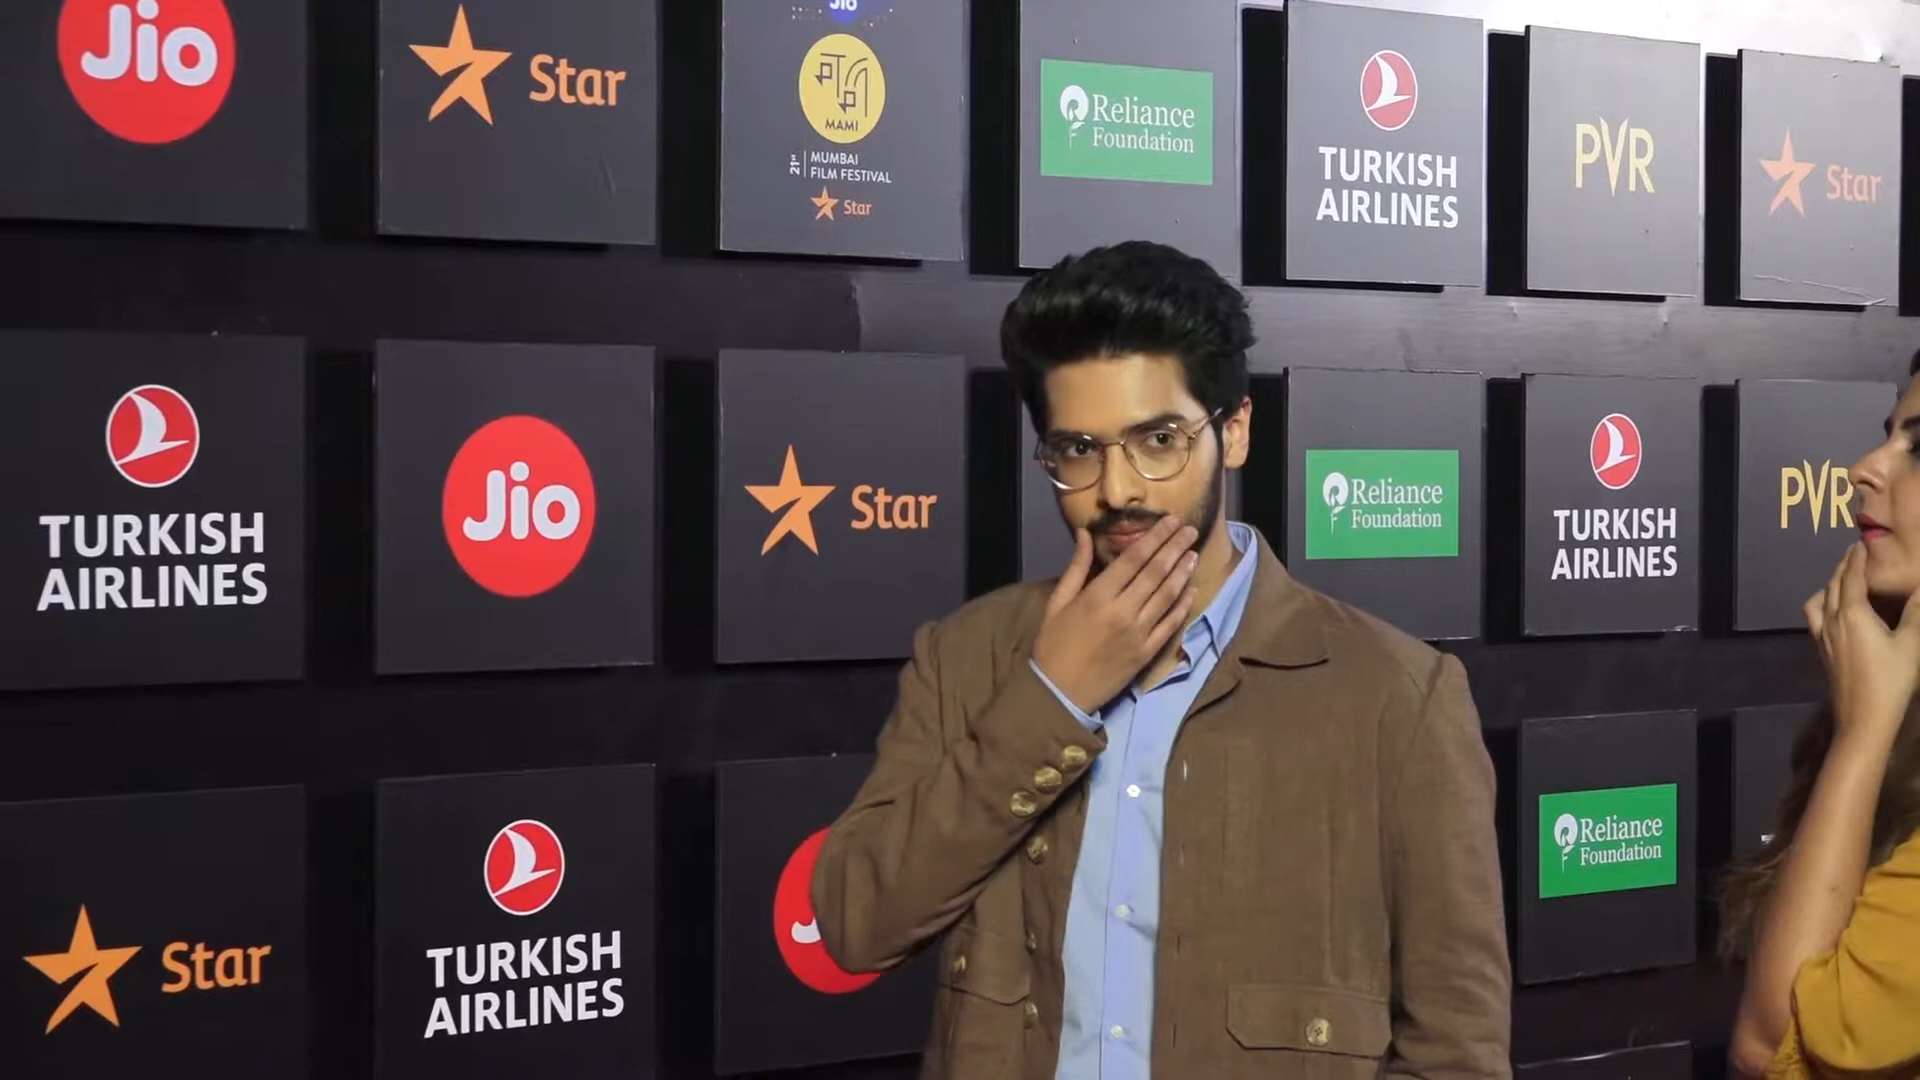 Jio
Star
Jio
मामी
MAMI
21st
MUMBAI
FILM FESTIVAL
Star
Reliance
Foundation
TURKISH
AIRLINES
PVR
Star
TURKISH
AIRLINES
Jio
Star
Reliance
Foundation
TURKISH
AIRLINES
PVR
Star
TURKISH
AIRLINES
Reliance
Foundation